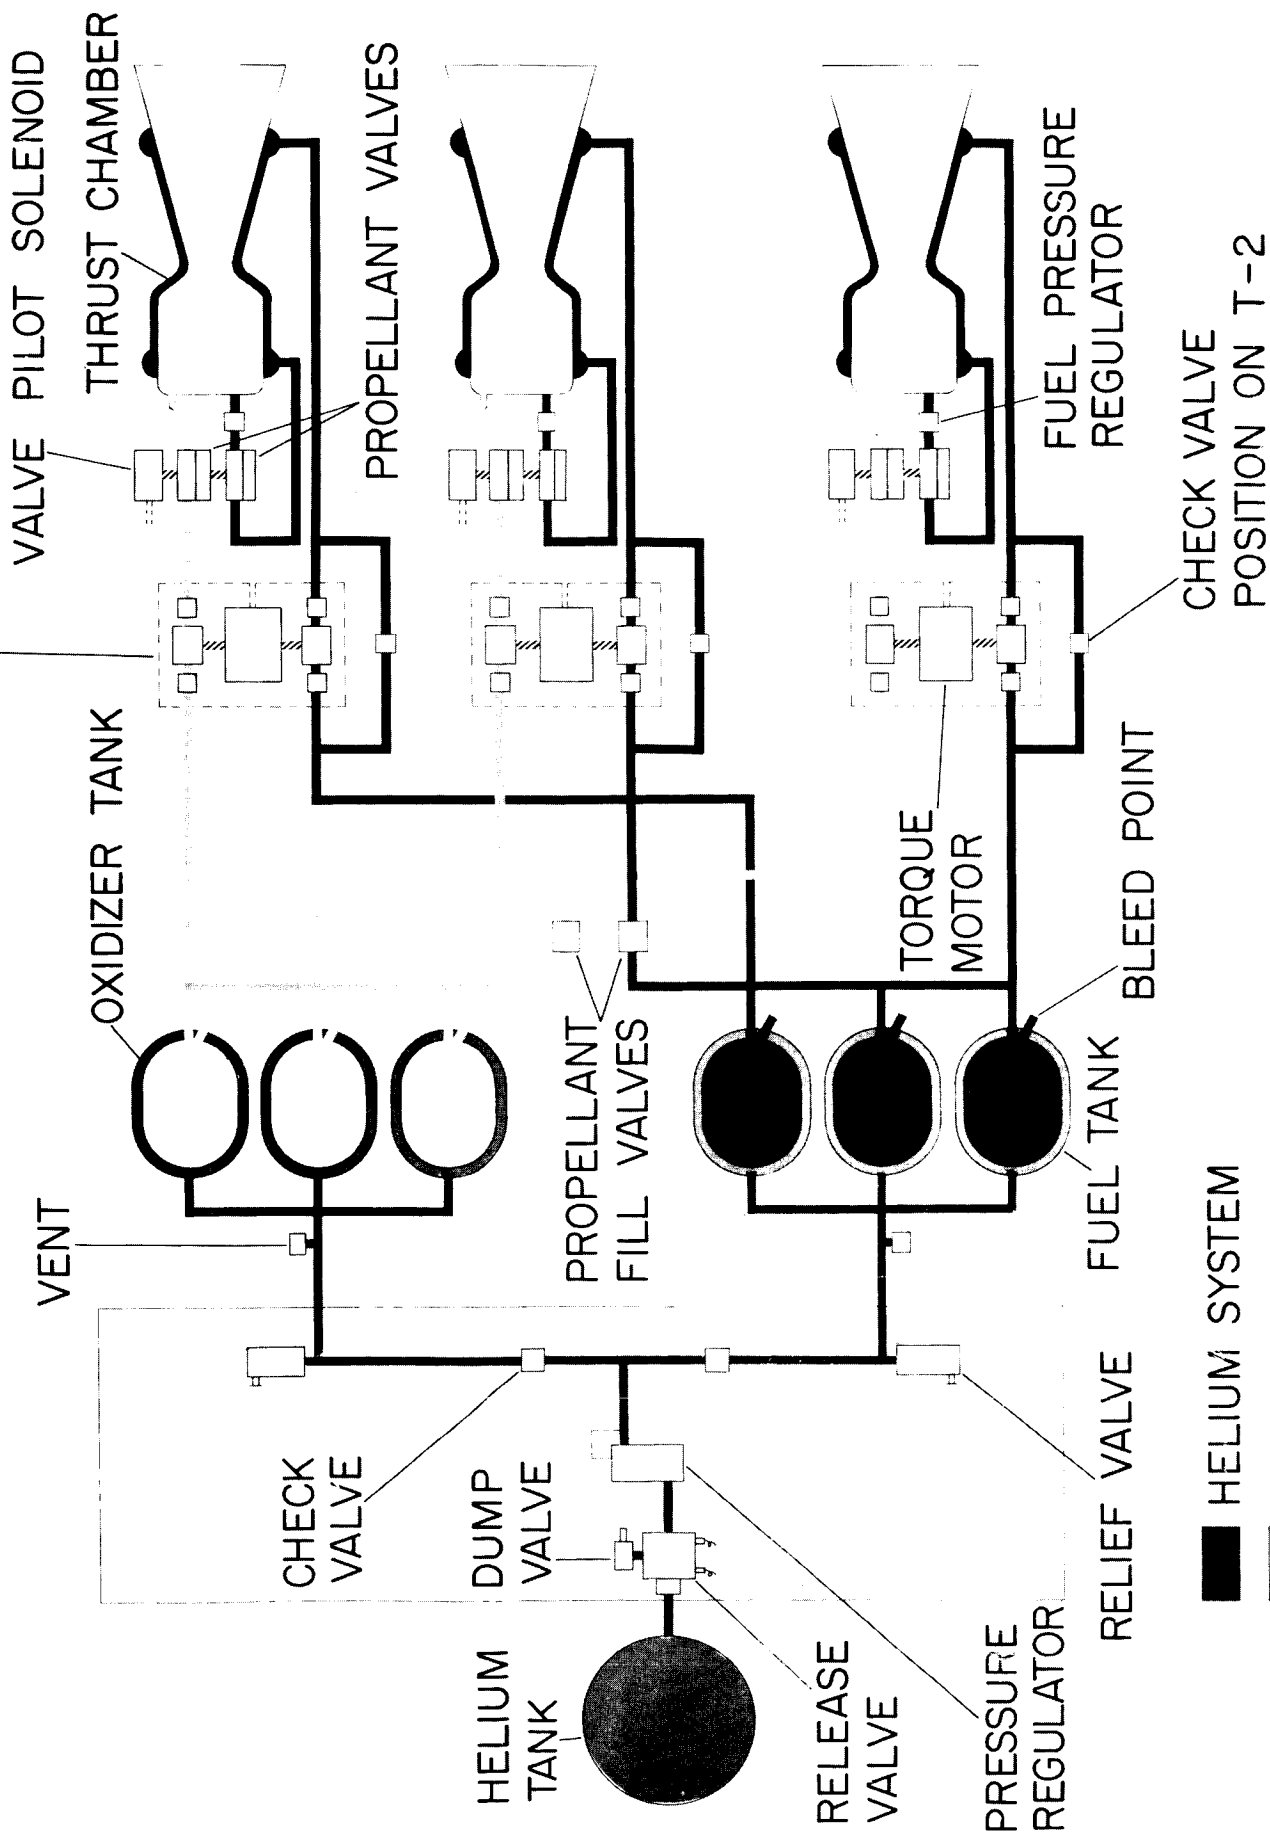 VALVE PILOT SOLENOID
THRUST CHAMBER
PROPELLANT VALVES
FUEL PRESSURE
REGULATOR
CHECK VALVE
POSITION ON T-2
OXIDIZER TANK
TORQUE
MOTOR
BLEED POINT
VENT
PROPELLANT
FILL VALVES
FUEL TANK
CHECK
VALVE
DUMP
VALVE
RELIEF VALVE
HELIUM
TANK
RELEASE
VALVE
PRESSURE
REGULATOR
HELIUM SYSTEM